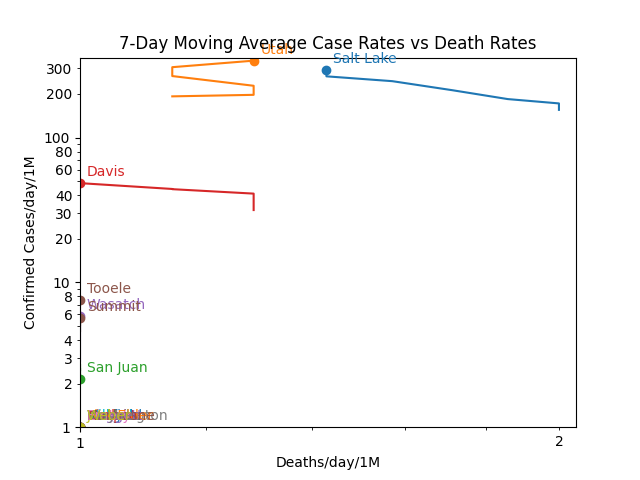 7-Day Moving Average Case Rates vs Death Rates
Utah
Salt Lake
300
200
100
80
60
Davis
40
30
20
10
Tooele
8
Wasatch
Summit
6
4
3
San Juan
2
1
1
2
Confirmed Cases/day/1M
Deaths/day/1M